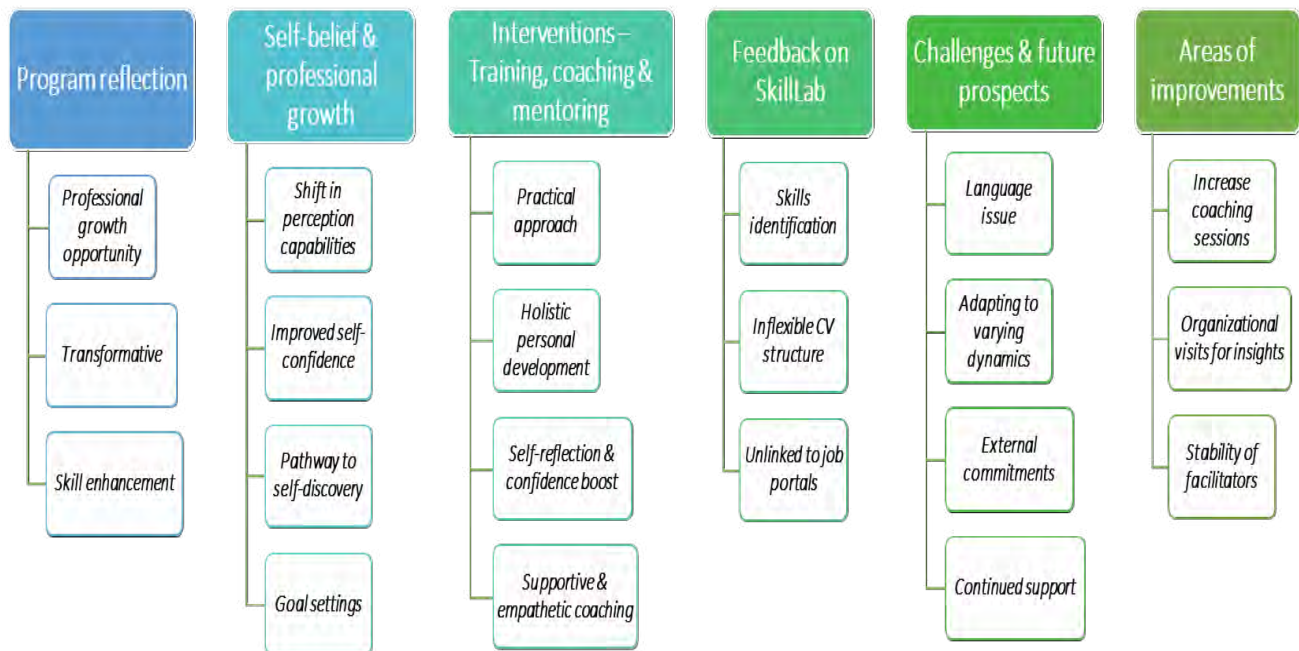 Program reflection
Professional
growth
opportunity
Transformative
Skill enhancement
Self-belief &
professional
growth
Shift in
perception
capabilities
Improved self-
confidence
Pathway to
self-discovery
Goal settings
Interventions –
Training, coaching &
mentoring
Practical
approach
Holistic
personal
development
Self-reflection &
confidence boost
Supportive &
empathetic coaching
Feedback on
SkillLab
Skills
identification
Inflexible CV
structure
Unlinked to job
portals
Challenges & future
prospects
Language
issue
Adapting to
varying
dynamics
External
commitments
Continued support
Areas of
improvements
Increase
coaching
sessions
Organizational
visits for insights
Stability of
facilitators